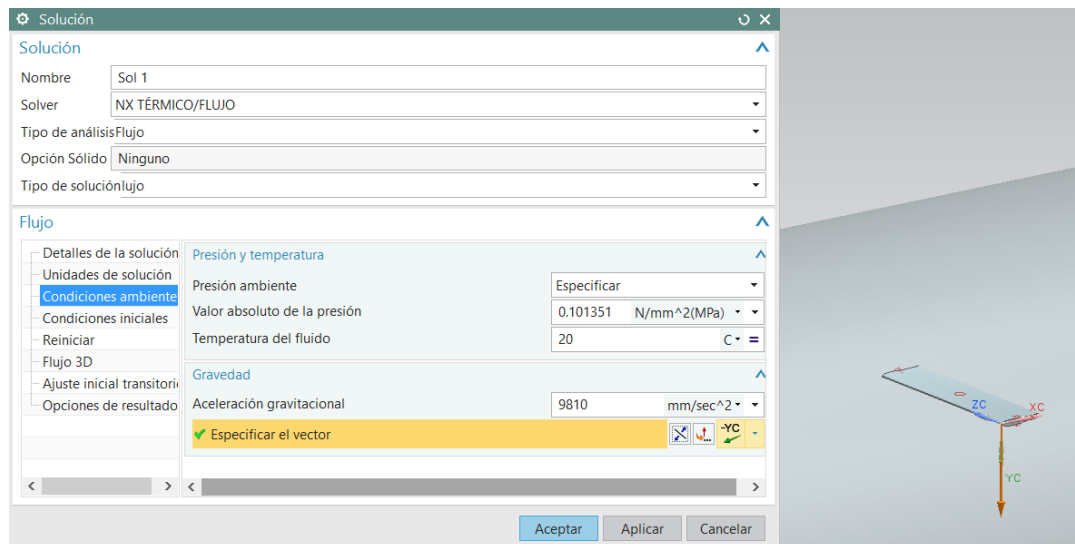 Solución
Solución
Nombre Sol 1
Solver NX TÉRMICO/FLUJO
Tipo de análisis Flujo
Opción Sólido Ninguno
Tipo de solución lujo
Flujo
Detalles de la solución
Unidades de solución
Condiciones ambiente
Condiciones iniciales
Reiniciar
Flujo 3D
Ajuste inicial transitori
Opciones de resultado
Presión y temperatura
Presión ambiente Especificar
Valor absoluto de la presión 0.101351 N/mm^2(MPa)
Temperatura del fluido 20 C =
Gravedad
Aceleración gravitacional 9810 mm/sec^2
Especificar el vector -YC
Aceptar Aplicar Cancelar
ZC XC
YC